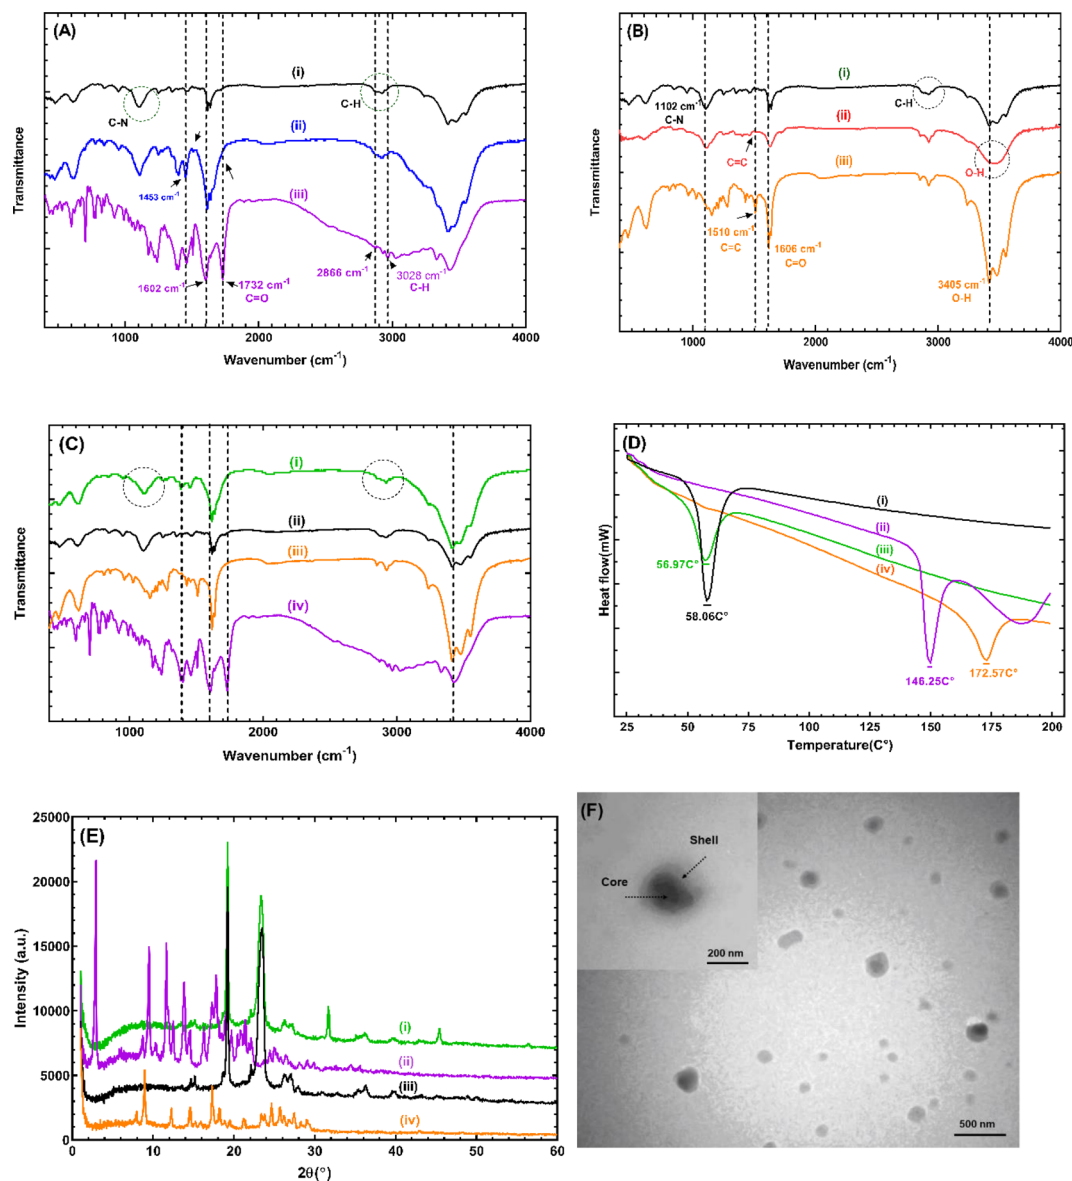 (A)
(i)
C-N
C-H
(ii)
1453 cm⁻¹
(iii)
2866 cm⁻¹
3028 cm⁻¹
C-H
1602 cm⁻¹
1732 cm⁻¹
C=O
Transmittance
1000
2000
3000
4000
Wavenumber (cm⁻¹)
(B)
(i)
1102 cm⁻¹
C-N
C-H
(ii)
C=C
O-H
(iii)
1510 cm⁻¹
C=C
1606 cm⁻¹
C=O
3405 cm⁻¹
O-H
Transmittance
1000
2000
3000
4000
Wavenumber (cm⁻¹)
(C)
(i)
(ii)
(iii)
(iv)
Transmittance
1000
2000
3000
4000
Wavenumber (cm⁻¹)
(D)
(i)
(ii)
(iii)
(iv)
56.97C°
58.06C°
146.25C°
172.57C°
Heat flow(mW)
25
50
75
100
125
150
175
200
Temperature(C°)
(E)
25000
20000
15000
10000
5000
0
(i)
(ii)
(iii)
(iv)
Intensity (a.u.)
0
10
20
30
40
50
60
2θ(°)
(F)
Shell
Core
200 nm
500 nm